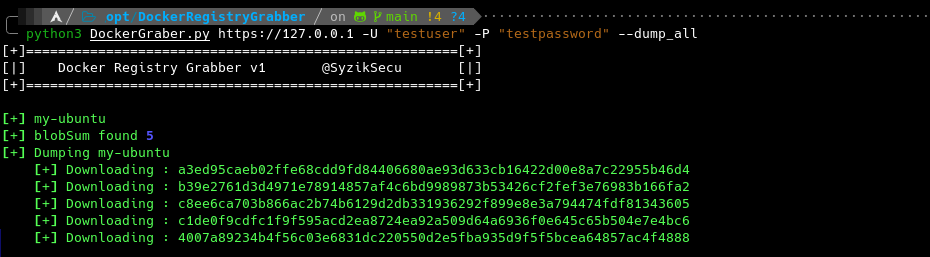 opt/DockerRegistryGrabber / on main !4 ?4
python3 DockerGraber.py https://127.0.0.1 -U "testuser" -P "testpassword" --dump_all
[+]======================================================[+]
[|]    Docker Registry Grabber v1       @SyzikSecu       [|]
[+]======================================================[+]
[+] my-ubuntu
[+] blobSum found 5
[+] Dumping my-ubuntu
[+] Downloading : a3ed95caeb02ffe68cdd9fd84406680ae93d633cb16422d00e8a7c22955b46d4
[+] Downloading : b39e2761d3d4971e78914857af4c6bd9989873b53426cf2fef3e76983b166fa2
[+] Downloading : c8ee6ca703b866ac2b74b6129d2db331936292f899e8e3a794474fdf81343605
[+] Downloading : c1de0f9cdfc1f9f595acd2ea8724ea92a509d64a6936f0e645c65b504e7e4bc6
[+] Downloading : 4007a89234b4f56c03e6831dc220550d2e5fba935d9f5f5bcea64857ac4f4888